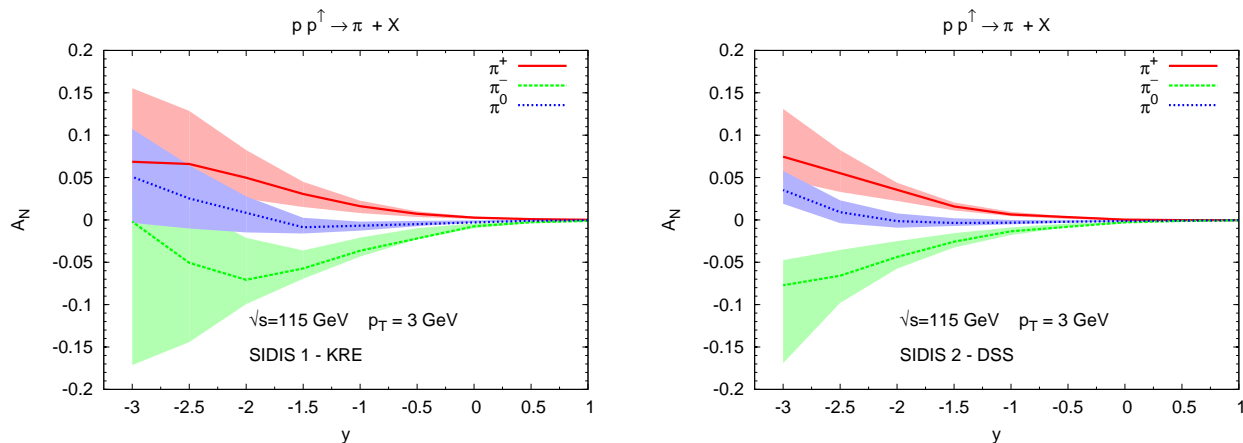 p p↑ → π + X
A_N
0.2
0.15
0.1
0.05
0
-0.05
-0.1
-0.15
-0.2
π+
π−
π0
√s=115 GeV p_T = 3 GeV
SIDIS 1 - KRE
-3 -2.5 -2 -1.5 -1 -0.5 0 0.5 1
y
p p↑ → π + X
A_N
0.2
0.15
0.1
0.05
0
-0.05
-0.1
-0.15
-0.2
π+
π−
π0
√s=115 GeV p_T = 3 GeV
SIDIS 2 - DSS
-3 -2.5 -2 -1.5 -1 -0.5 0 0.5 1
y